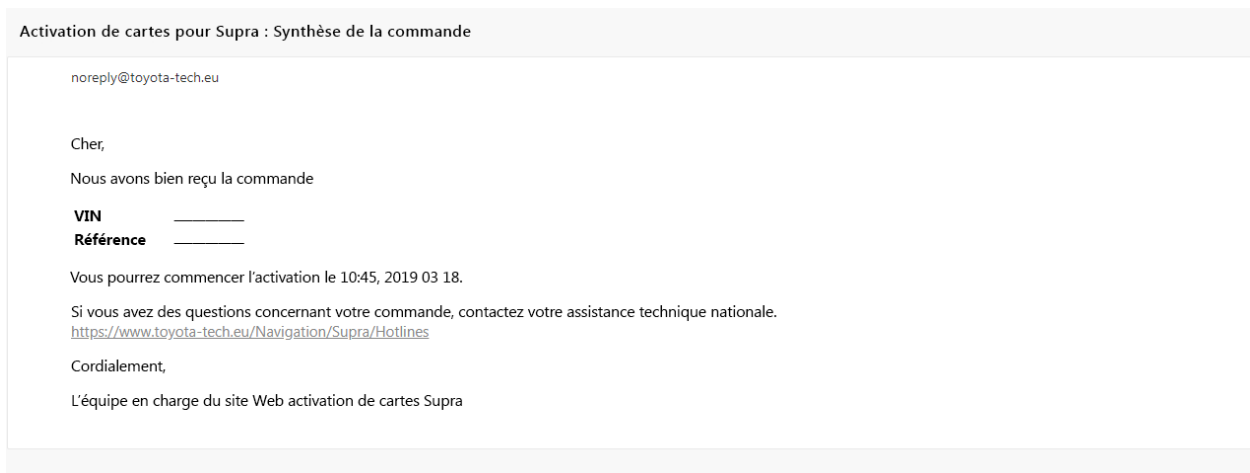 Activation de cartes pour Supra : Synthèse de la commande
noreply@toyota-tech.eu
Cher,
Nous avons bien reçu la commande
VIN __________
Référence __________
Vous pourrez commencer l'activation le 10:45, 2019 03 18.
Si vous avez des questions concernant votre commande, contactez votre assistance technique nationale.
https://www.toyota-tech.eu/Navigation/Supra/Hotlines
Cordialement,
L'équipe en charge du site Web activation de cartes Supra